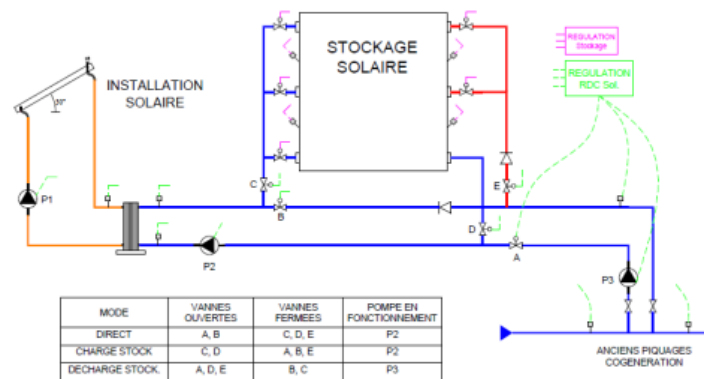 STOCKAGE
SOLAIRE
REGULATION
Stockage
REGULATION
RDC Sol.
INSTALLATION
SOLAIRE
30°
P1
C
B
E
D
A
P2
P3
ANCIENS PIQUAGES
COGENERATION
MODE VANNES OUVERTES VANNES FERMEES POMPE EN FONCTIONNEMENT
DIRECT A, B C, D, E P2
CHARGE STOCK C, D A, B, E P2
DECHARGE STOCK. A, D, E B, C P3